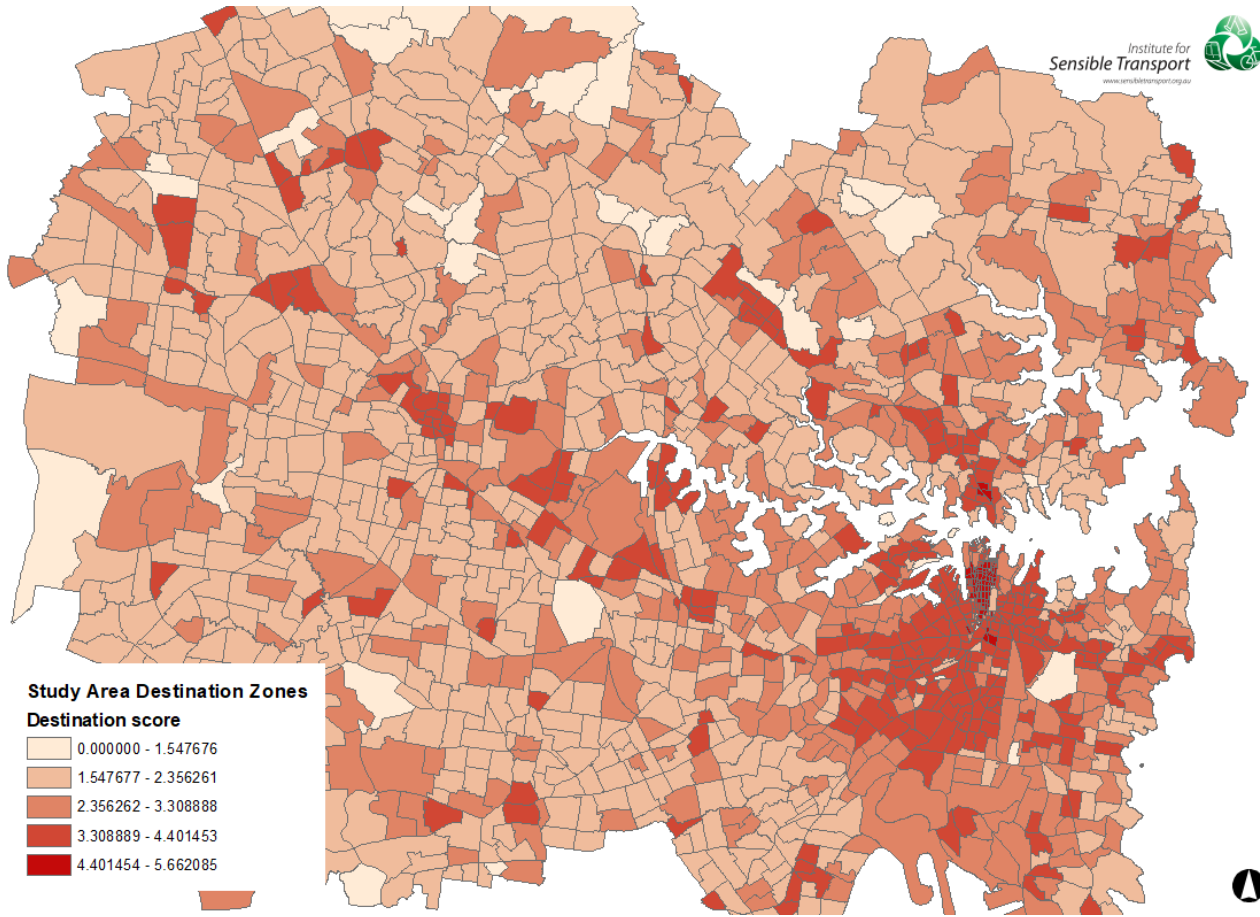 Institute for
Sensible Transport
www.sensibletransport.org.au
Study Area Destination Zones
Destination score
0.000000 - 1.547676
1.547677 - 2.356261
2.356262 - 3.308888
3.308889 - 4.401453
4.401454 - 5.662085